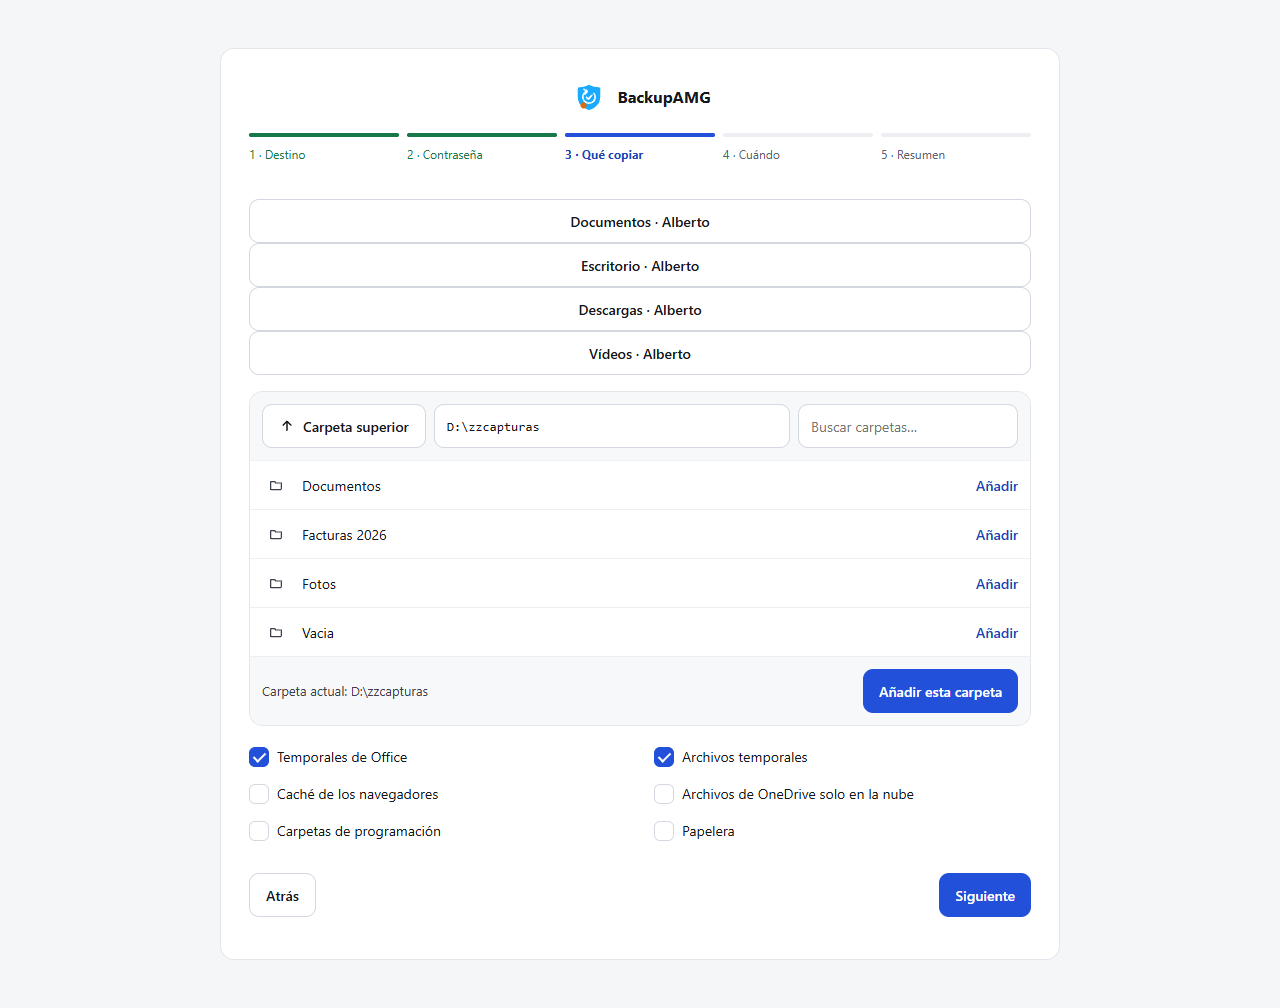 BackupAMG
1 · Destino
2 · Contraseña
3 · Qué copiar
4 · Cuándo
5 · Resumen
Documentos · Alberto
Escritorio · Alberto
Descargas · Alberto
Vídeos · Alberto
Carpeta superior
D:\zzcapturas
Buscar carpetas...
Documentos
Añadir
Facturas 2026
Añadir
Fotos
Añadir
Vacia
Añadir
Carpeta actual: D:\zzcapturas
Añadir esta carpeta
Temporales de Office
Archivos temporales
Caché de los navegadores
Archivos de OneDrive solo en la nube
Carpetas de programación
Papelera
Atrás
Siguiente